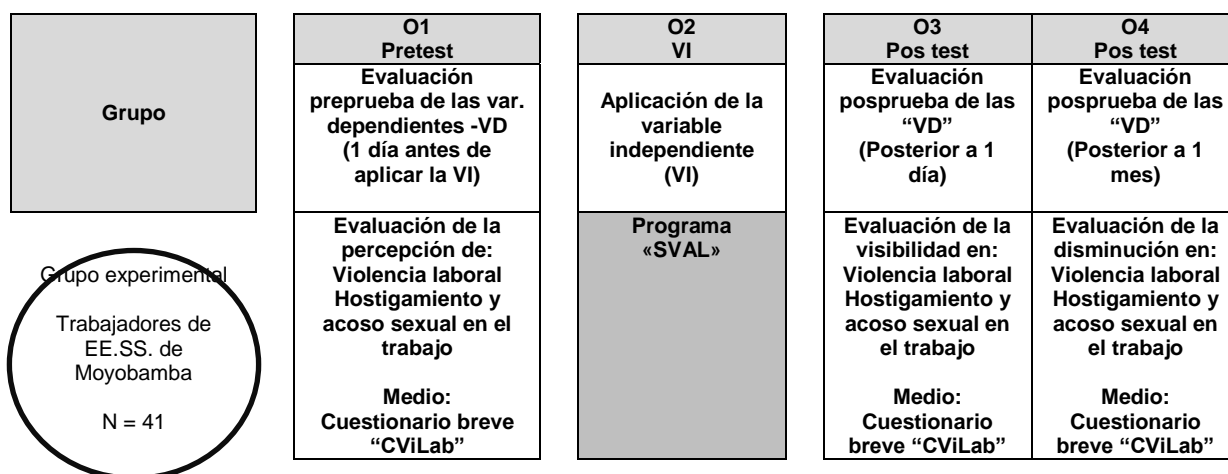 Grupo
O1
Pretest
Evaluación
preprueba de las var.
dependientes -VD
(1 día antes de
aplicar la VI)
O2
VI
Aplicación de la
variable
independiente
(VI)
O3
Pos test
Evaluación
posprueba de las
“VD”
(Posterior a 1
día)
O4
Pos test
Evaluación
posprueba de las
“VD”
(Posterior a 1
mes)
Grupo experimental
Trabajadores de
EE.SS. de
Moyobamba
N = 41
Evaluación de la
percepción de:
Violencia laboral
Hostigamiento y
acoso sexual en el
trabajo
Medio:
Cuestionario breve
“CViLab”
Programa
«SVAL»
Evaluación de la
visibilidad en:
Violencia laboral
Hostigamiento y
acoso sexual en
el trabajo
Medio:
Cuestionario
breve “CViLab”
Evaluación de la
disminución en:
Violencia laboral
Hostigamiento y
acoso sexual en
el trabajo
Medio:
Cuestionario
breve “CViLab”